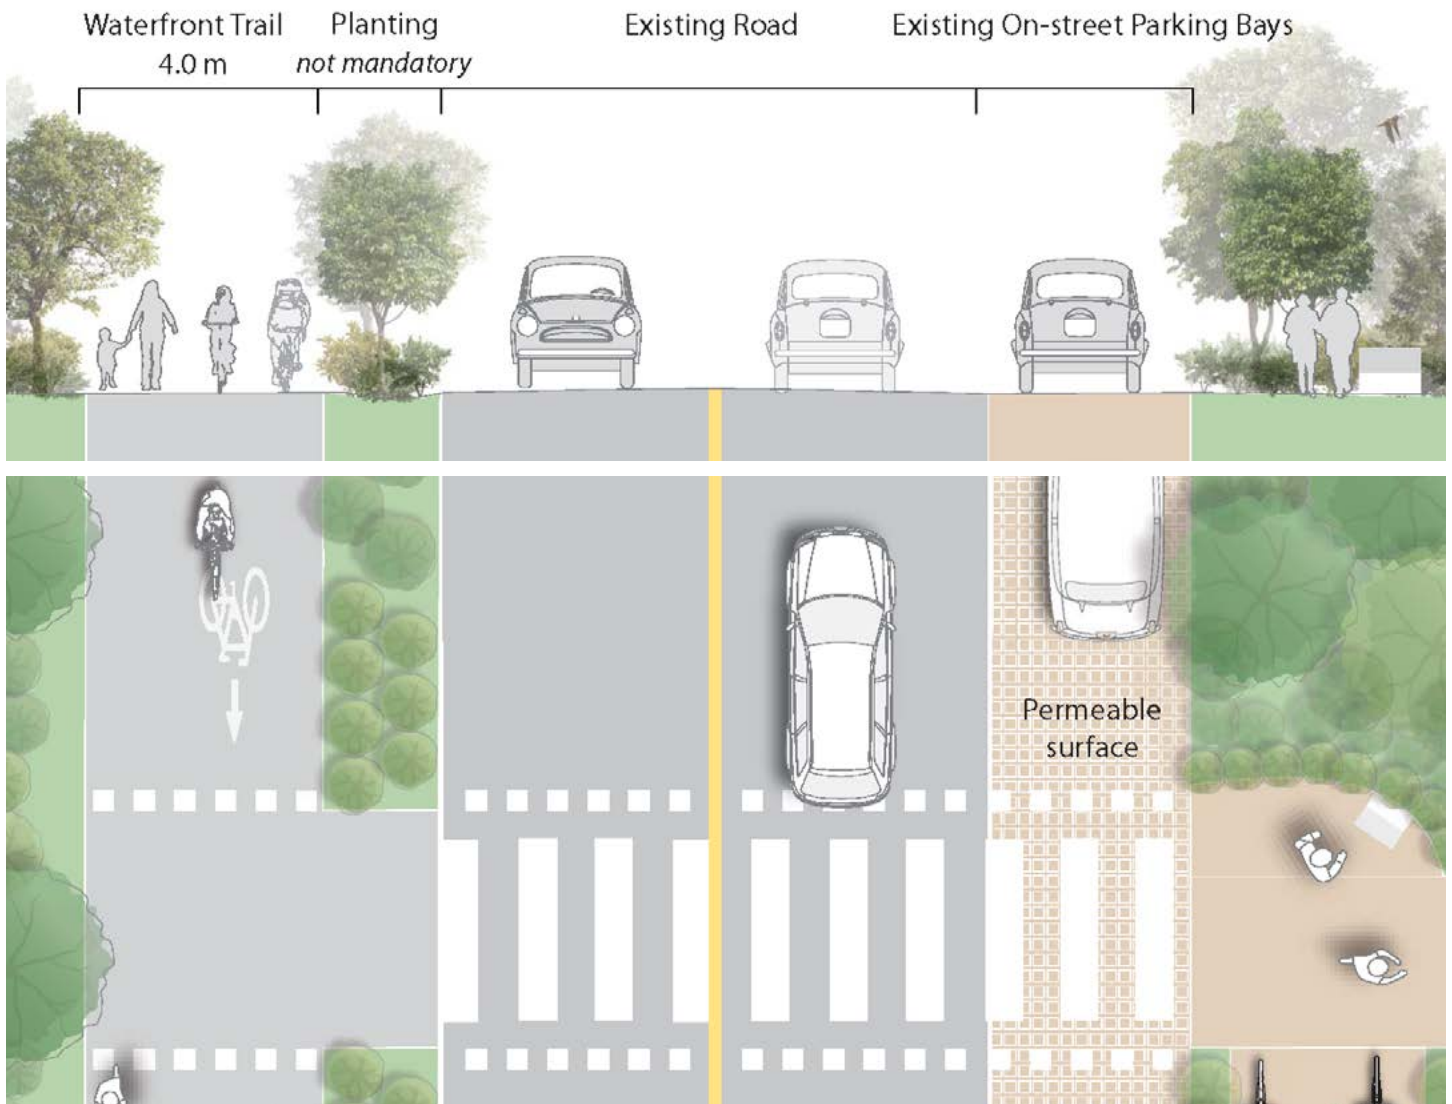 Waterfront Trail
4.0 m
Planting
not mandatory
Existing Road
Existing On-street Parking Bays
Permeable
surface